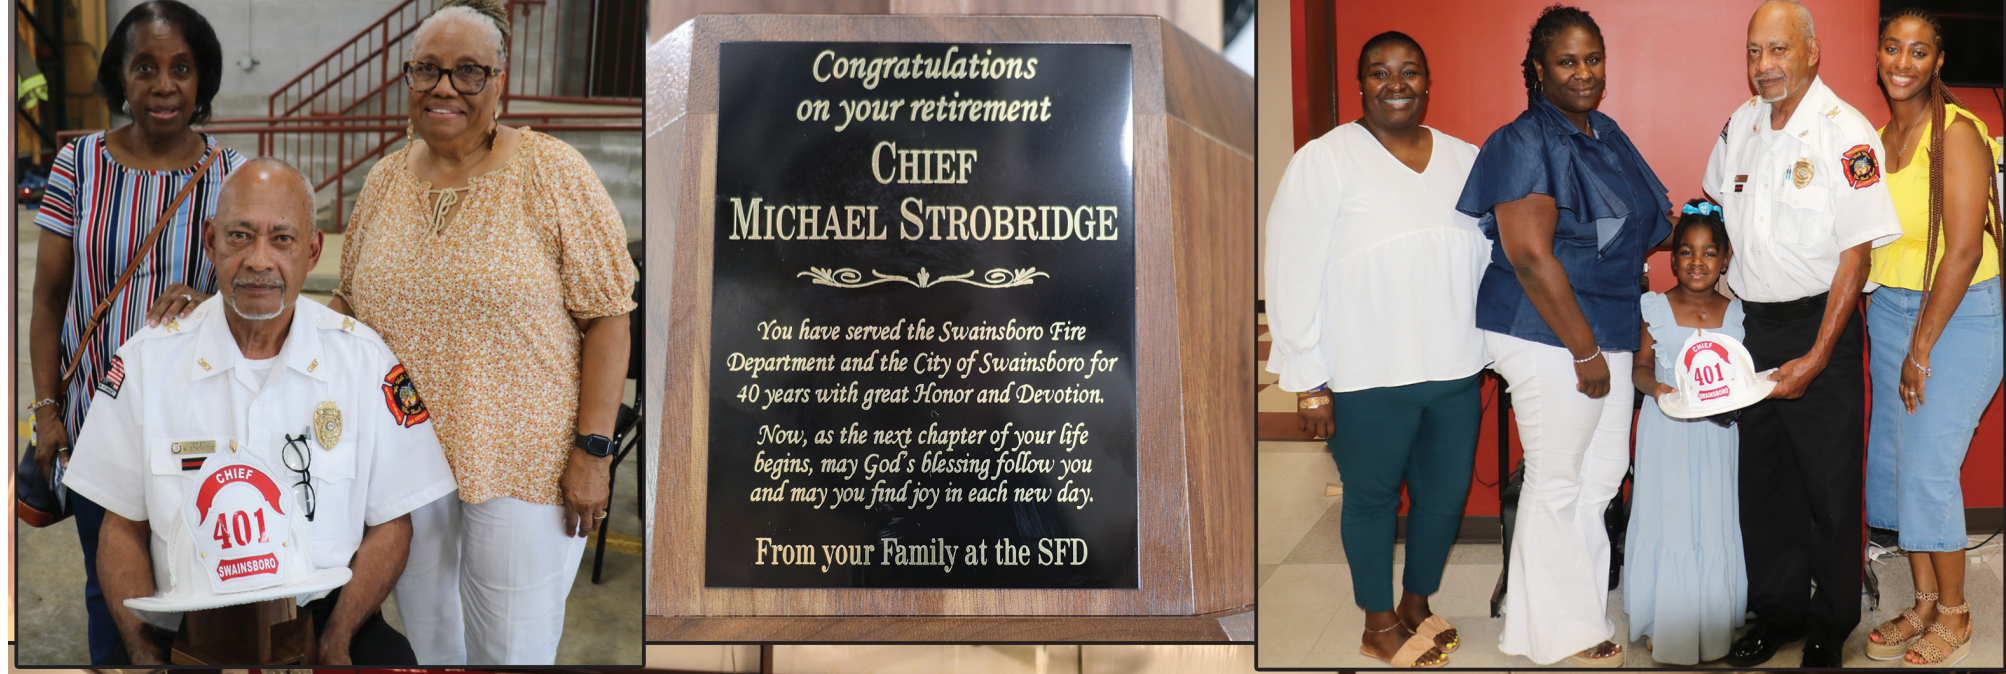 CHIEF
401
SWAINSBORO
Congratulations
on your retirement
CHIEF
MICHAEL STROBRIDGE
You have served the Swainsboro Fire
Department and the City of Swainsboro for
40 years with great Honor and Devotion.
Now, as the next chapter of your life
begins, may God's blessing follow you
and may you find joy in each new day.
From your Family at the SFD
CHIEF
401
SWAINSBORO